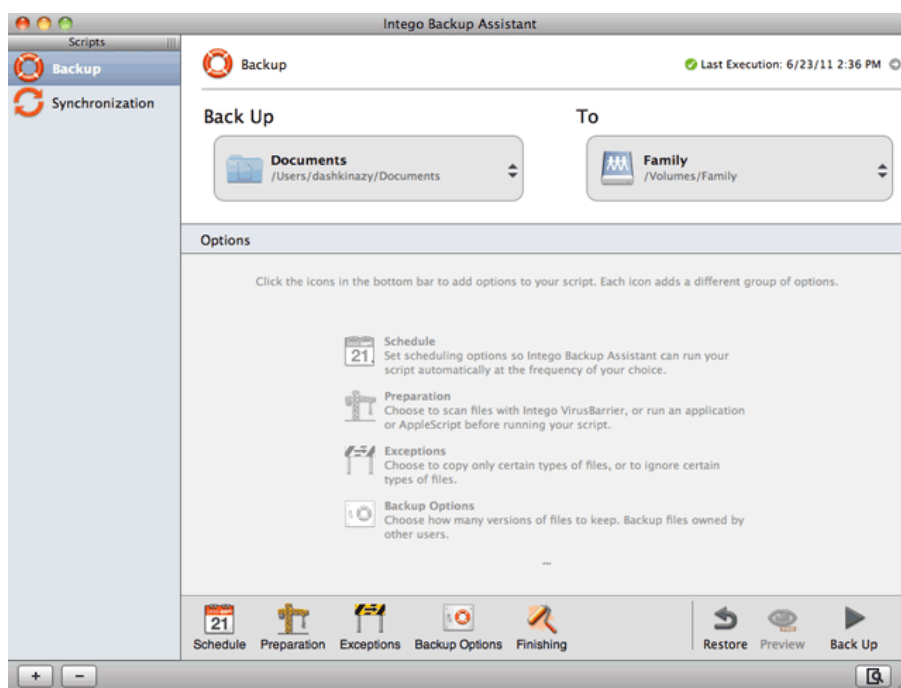 Intego Backup Assistant
Scripts
Backup
Synchronization
Backup
Last Execution: 6/23/11 2:36 PM
Back Up
To
Documents
/Users/dashkinazy/Documents
Family
/Volumes/Family
Options
Click the icons in the bottom bar to add options to your script. Each icon adds a different group of options.
21
Schedule
Set scheduling options so Intego Backup Assistant can run your
script automatically at the frequency of your choice.
Preparation
Choose to scan files with Intego VirusBarrier, or run an application
or AppleScript before running your script.
Exceptions
Choose to copy only certain types of files, or to ignore certain
types of files.
Backup Options
Choose how many versions of files to keep. Backup files owned by
other users.
...
21
Schedule Preparation Exceptions Backup Options Finishing Restore Preview Back Up
+ -